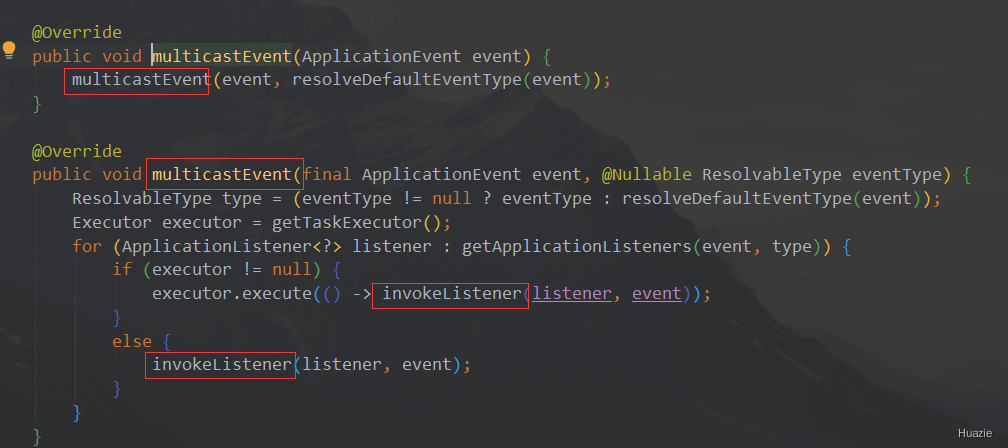 @Override
public void multicastEvent(ApplicationEvent event) {
multicastEvent(event, resolveDefaultEventType(event));
}
@Override
public void multicastEvent(final ApplicationEvent event, @Nullable ResolvableType eventType) {
ResolvableType type = (eventType != null ? eventType : resolveDefaultEventType(event));
Executor executor = getTaskExecutor();
for (ApplicationListener<?> listener : getApplicationListeners(event, type)) {
if (executor != null) {
executor.execute(() -> invokeListener(listener, event));
}
else {
invokeListener(listener, event);
}
}
}
Huazie